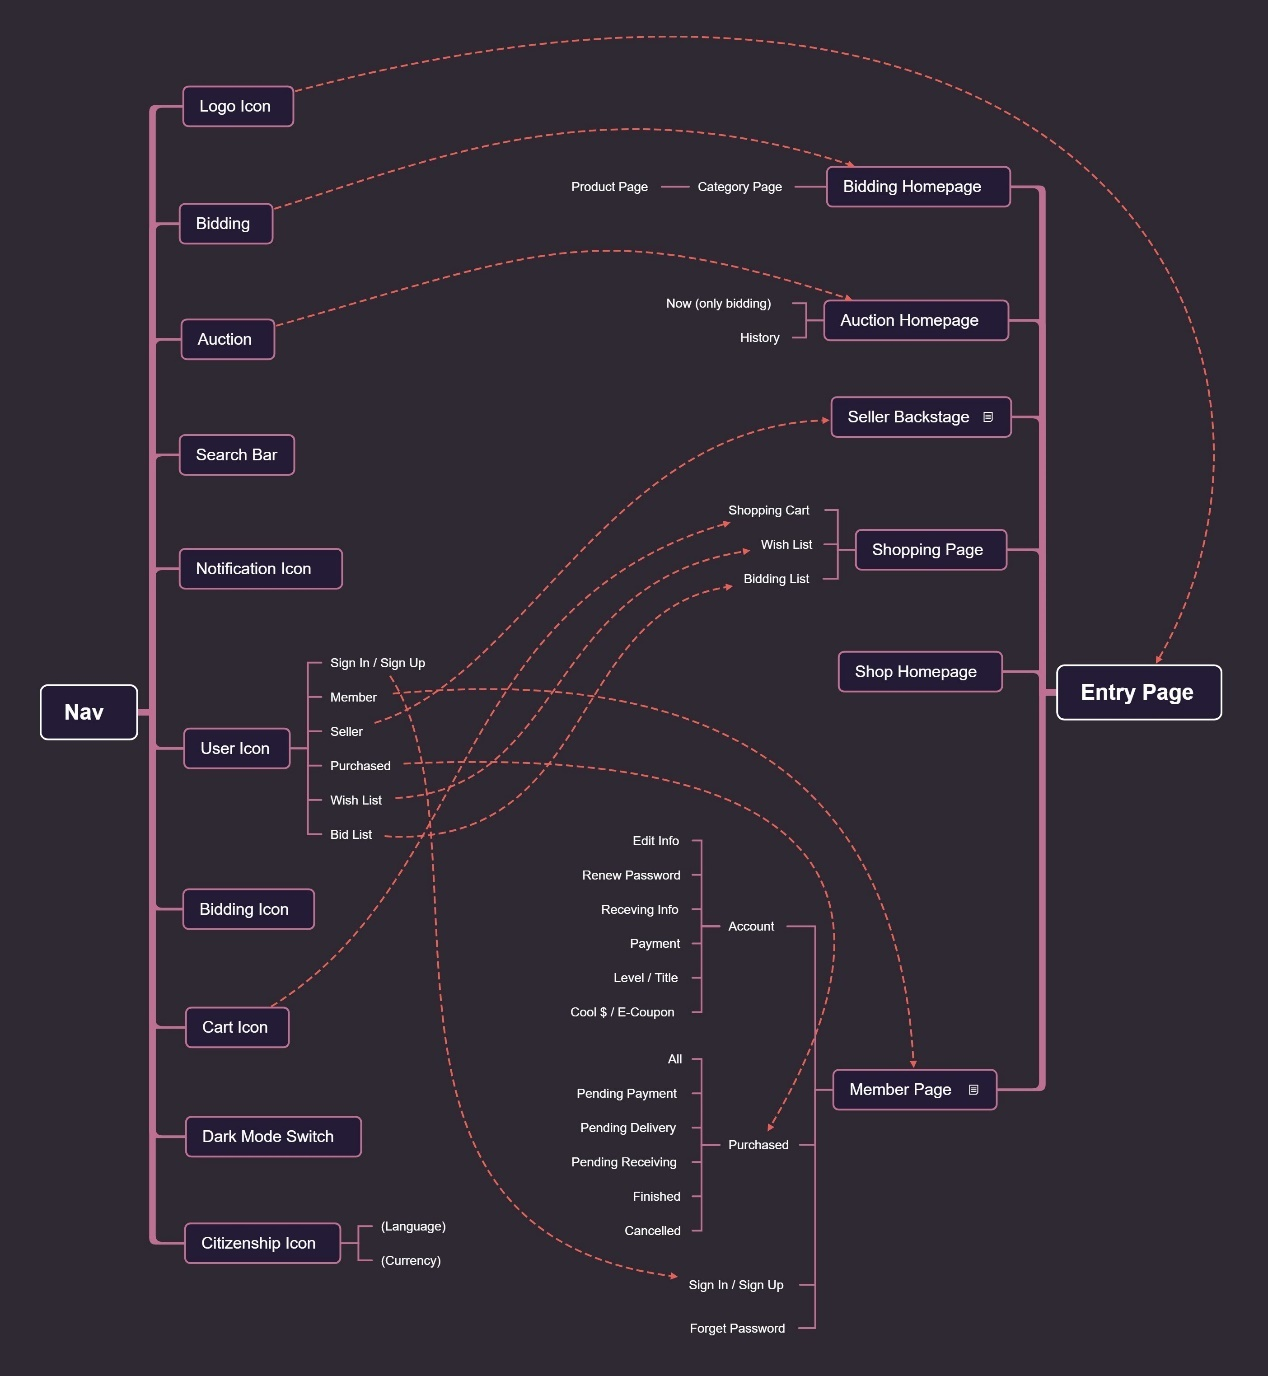 Logo Icon
Bidding
Product Page
Category Page
Bidding Homepage
Auction
Now (only bidding)
History
Auction Homepage
Search Bar
Seller Backstage
Notification Icon
Shopping Cart
Wish List
Bidding List
Shopping Page
Shop Homepage
Entry Page
Nav
User Icon
Sign In / Sign Up
Member
Seller
Purchased
Wish List
Bid List
Bidding Icon
Edit Info
Renew Password
Receving Info
Payment
Level / Title
Cool $ / E-Coupon
Account
Cart Icon
All
Pending Payment
Pending Delivery
Pending Receiving
Finished
Cancelled
Purchased
Member Page
Dark Mode Switch
Citizenship Icon
(Language)
(Currency)
Sign In / Sign Up
Forget Password